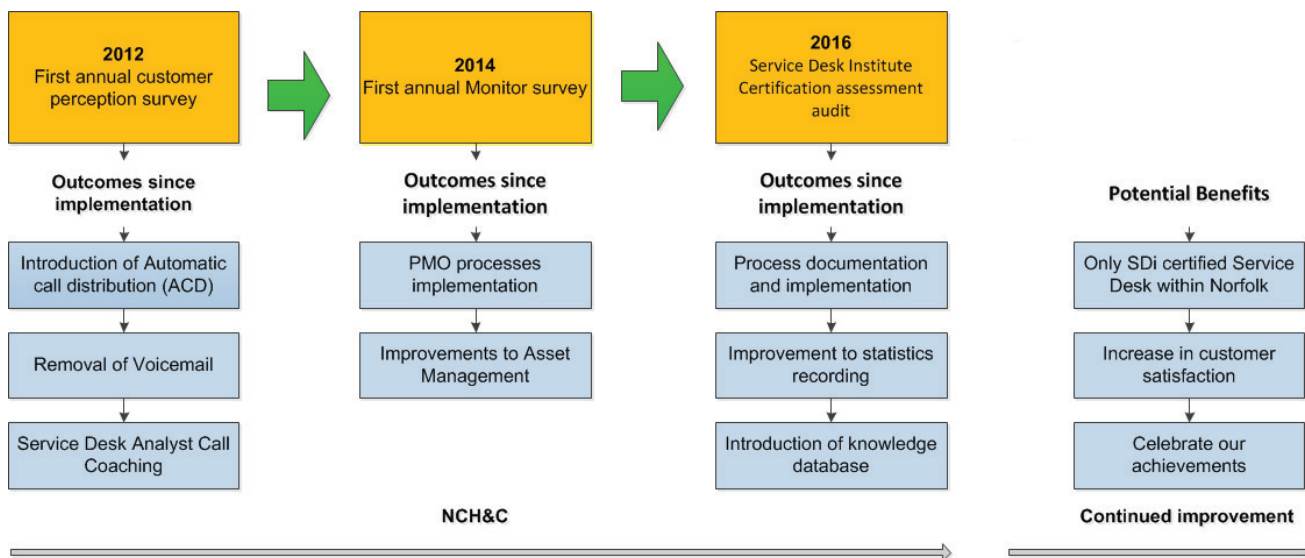 2012
First annual customer
perception survey
2014
First annual Monitor survey
2016
Service Desk Institute
Certification assessment
audit
Outcomes since
implementation
Outcomes since
implementation
Outcomes since
implementation
Potential Benefits
Introduction of Automatic
call distribution (ACD)
PMO processes
implementation
Process documentation
and implementation
Only SDi certified Service
Desk within Norfolk
Removal of Voicemail
Improvements to Asset
Management
Improvement to statistics
recording
Increase in customer
satisfaction
Service Desk Analyst Call
Coaching
Introduction of knowledge
database
Celebrate our
achievements
NCH&C
Continued improvement